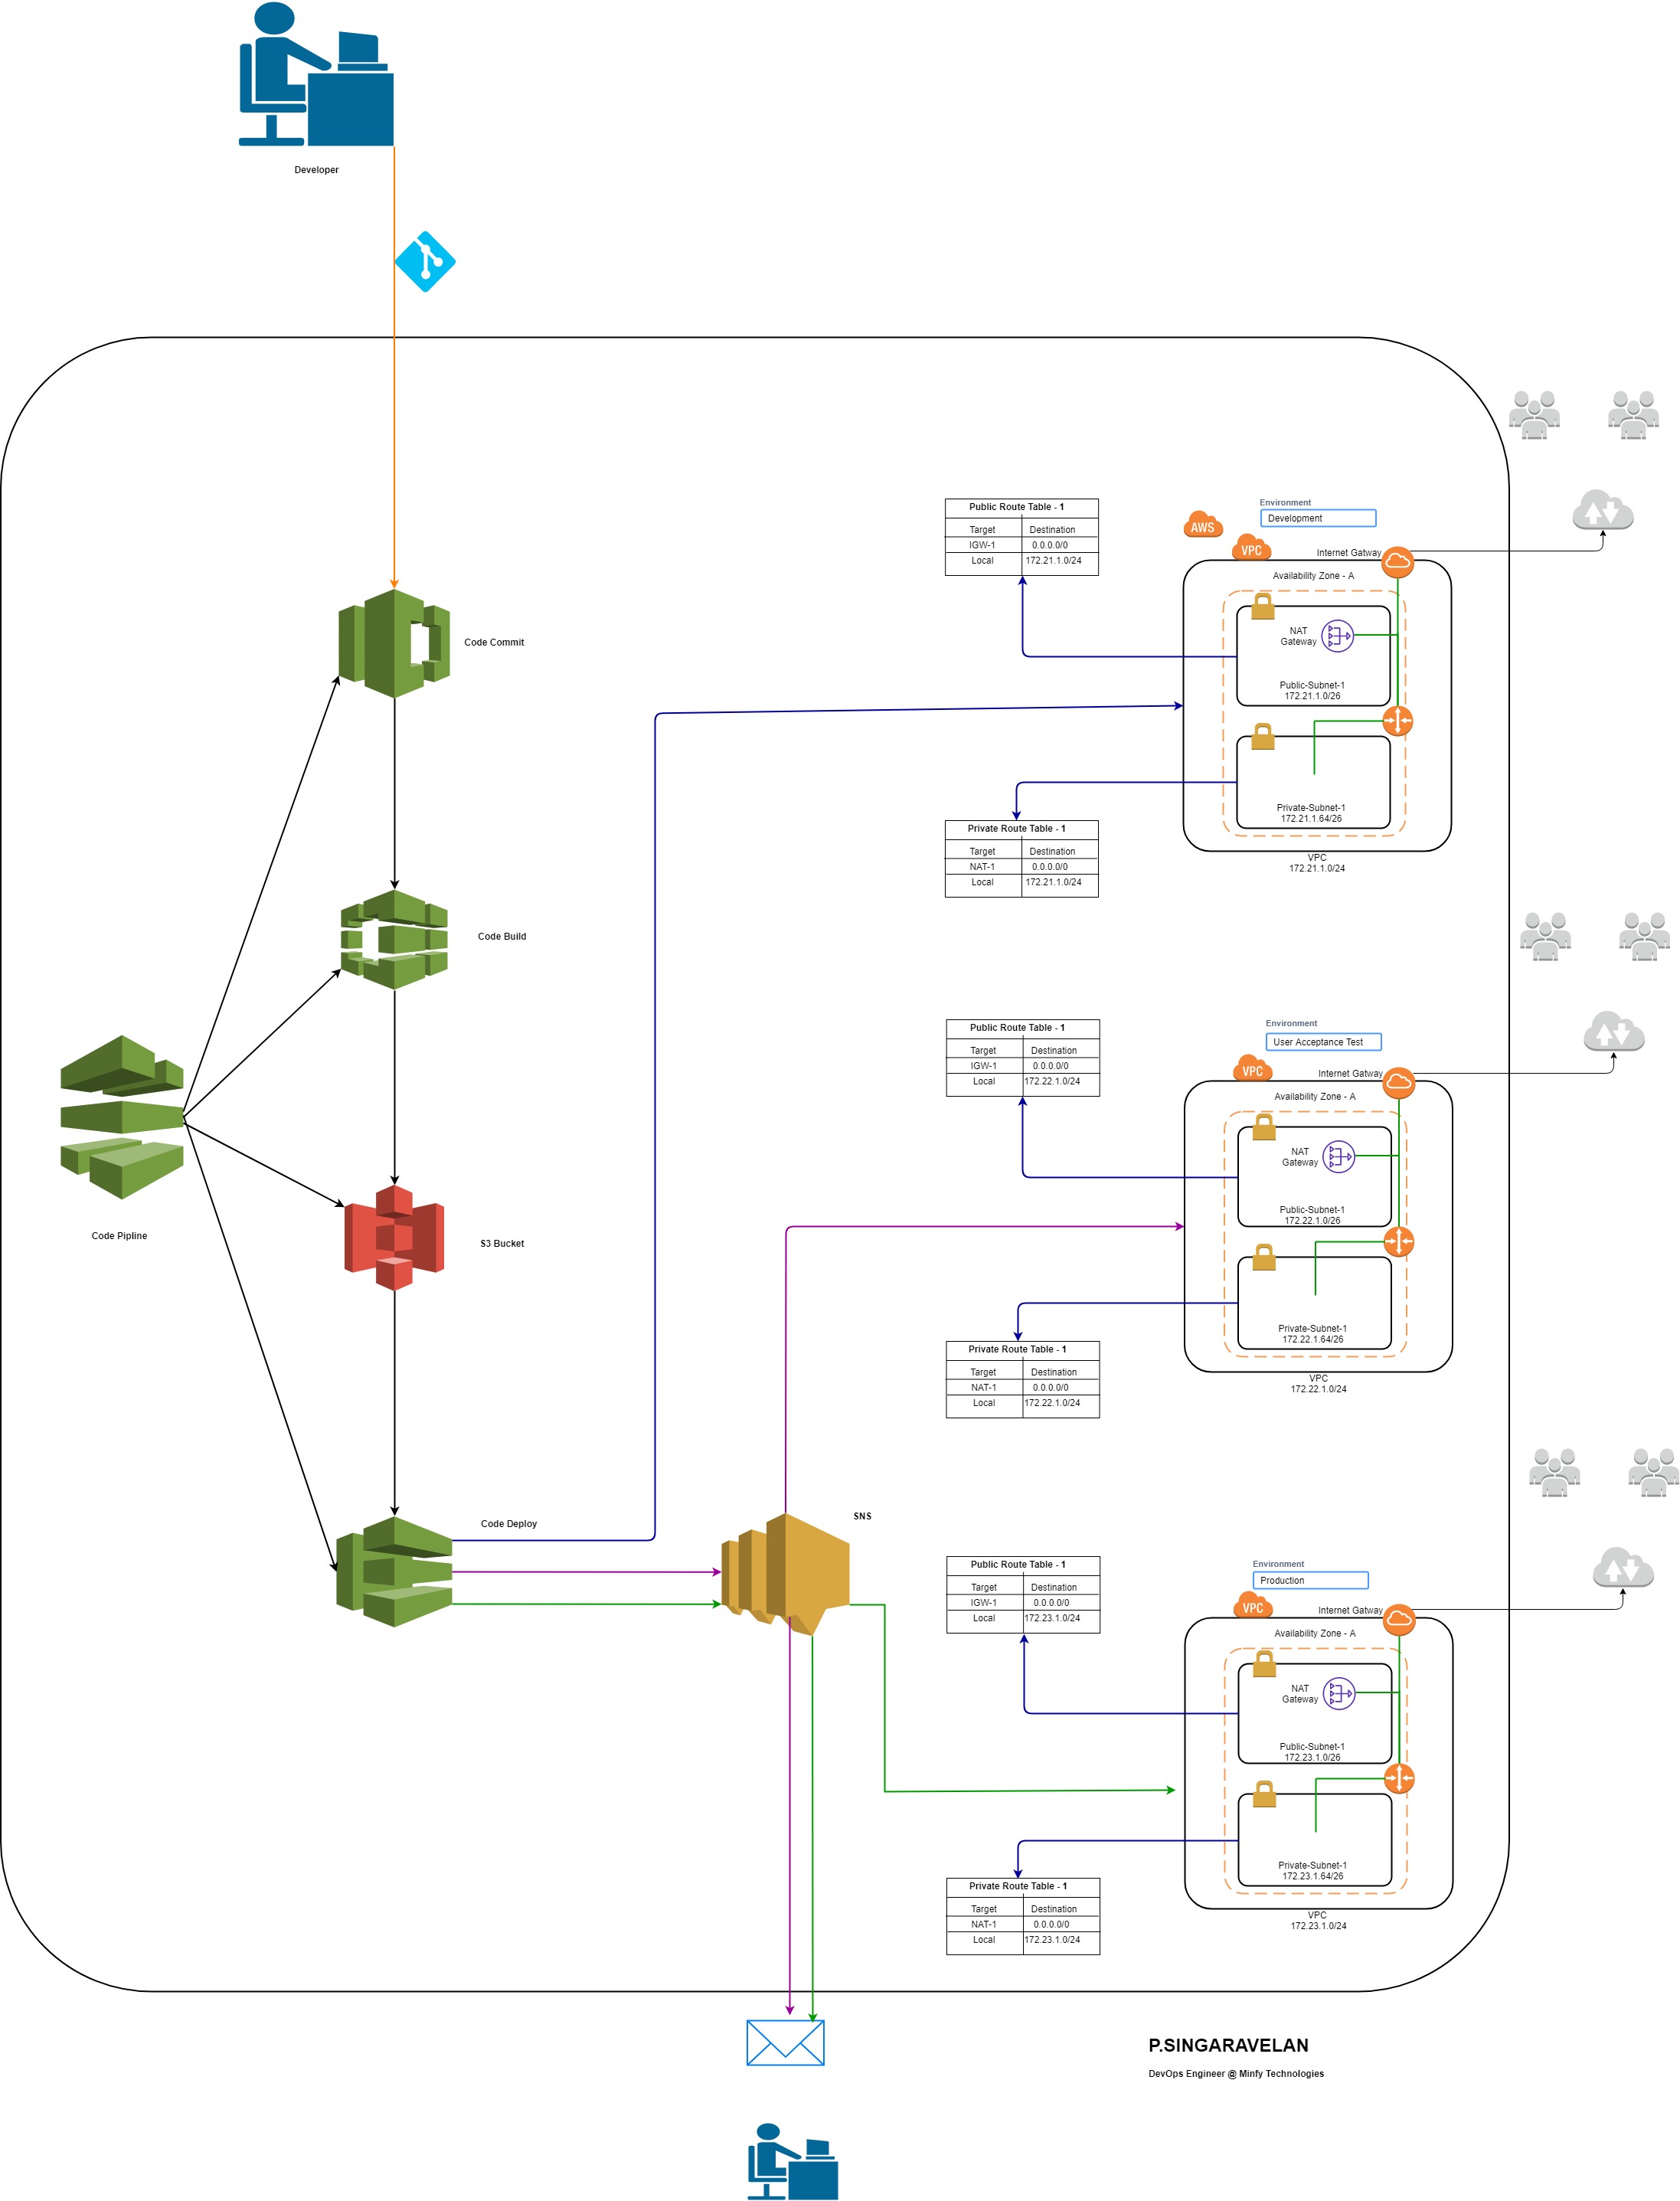 Developer
Code Commit
Code Build
Code Pipline
S3 Bucket
Code Deploy
SNS
Public Route Table - 1
Target Destination
IGW-1 0.0.0.0/0
Local 172.21.1.0/24
Private Route Table - 1
Target Destination
NAT-1 0.0.0.0/0
Local 172.21.1.0/24
AWS
Environment
Development
VPC
Internet Gatway
Availability Zone - A
NAT
Gateway
Public-Subnet-1
172.21.1.0/26
Private-Subnet-1
172.21.1.64/26
VPC
172.21.1.0/24
Public Route Table - 1
Target Destination
IGW-1 0.0.0.0/0
Local 172.22.1.0/24
Private Route Table - 1
Target Destination
NAT-1 0.0.0.0/0
Local 172.22.1.0/24
Environment
User Acceptance Test
VPC
Internet Gatway
Availability Zone - A
NAT
Gateway
Public-Subnet-1
172.22.1.0/26
Private-Subnet-1
172.22.1.64/26
VPC
172.22.1.0/24
Public Route Table - 1
Target Destination
IGW-1 0.0.0.0/0
Local 172.23.1.0/24
Private Route Table - 1
Target Destination
NAT-1 0.0.0.0/0
Local 172.23.1.0/24
Environment
Production
VPC
Internet Gatway
Availability Zone - A
NAT
Gateway
Public-Subnet-1
172.23.1.0/26
Private-Subnet-1
172.23.1.64/26
VPC
172.23.1.0/24
P.SINGARAVELAN
DevOps Engineer @ Minfy Technologies